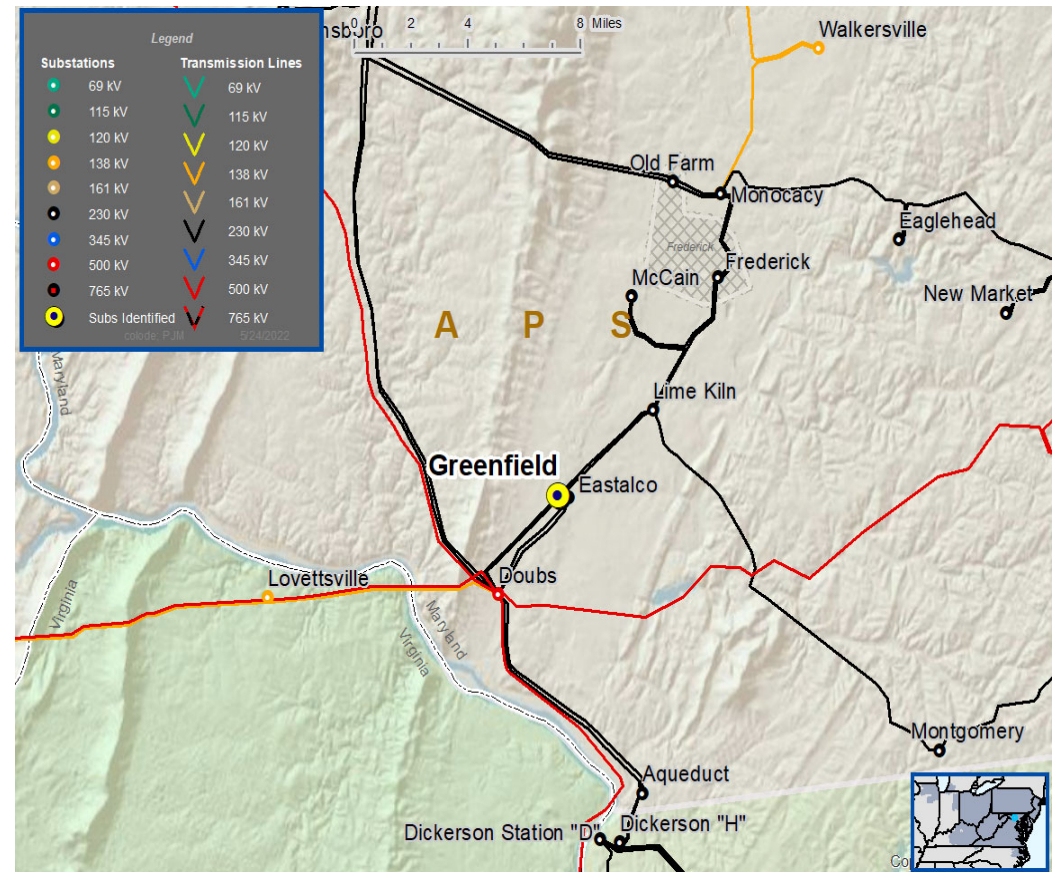 nsboro
0 2 4 8 Miles
Legend
Substations Transmission Lines
69 kV 69 kV
115 kV 115 kV
120 kV 120 kV
138 kV 138 kV
161 kV 161 kV
230 kV 230 kV
345 kV 345 kV
500 kV 500 kV
765 kV 765 kV
Subs Identified
colode, PJM 5/24/2022
Walkersville
Old Farm
Monocacy
Eaglehead
Frederick
Frederick
McCain
New Market
A P S
Maryland
Lime Kiln
Greenfield
Eastalco
Doubs
Lovettsville
Virginia
Maryland
Virginia
Montgomery
Aqueduct
Dickerson Station "D"
Dickerson "H"
Co